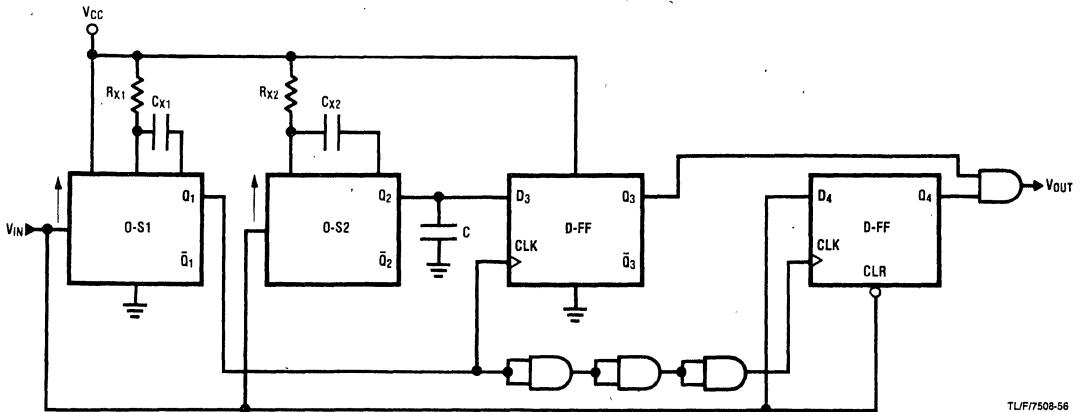 VCC
RX1
CX1
RX2
CX2
VIN
O-S1
Q1
Q̄1
O-S2
Q2
Q̄2
C
D3
Q3
CLK
D-FF
Q̄3
D4
Q4
CLK
D-FF
CLR
VOUT
TL/F/7508-56